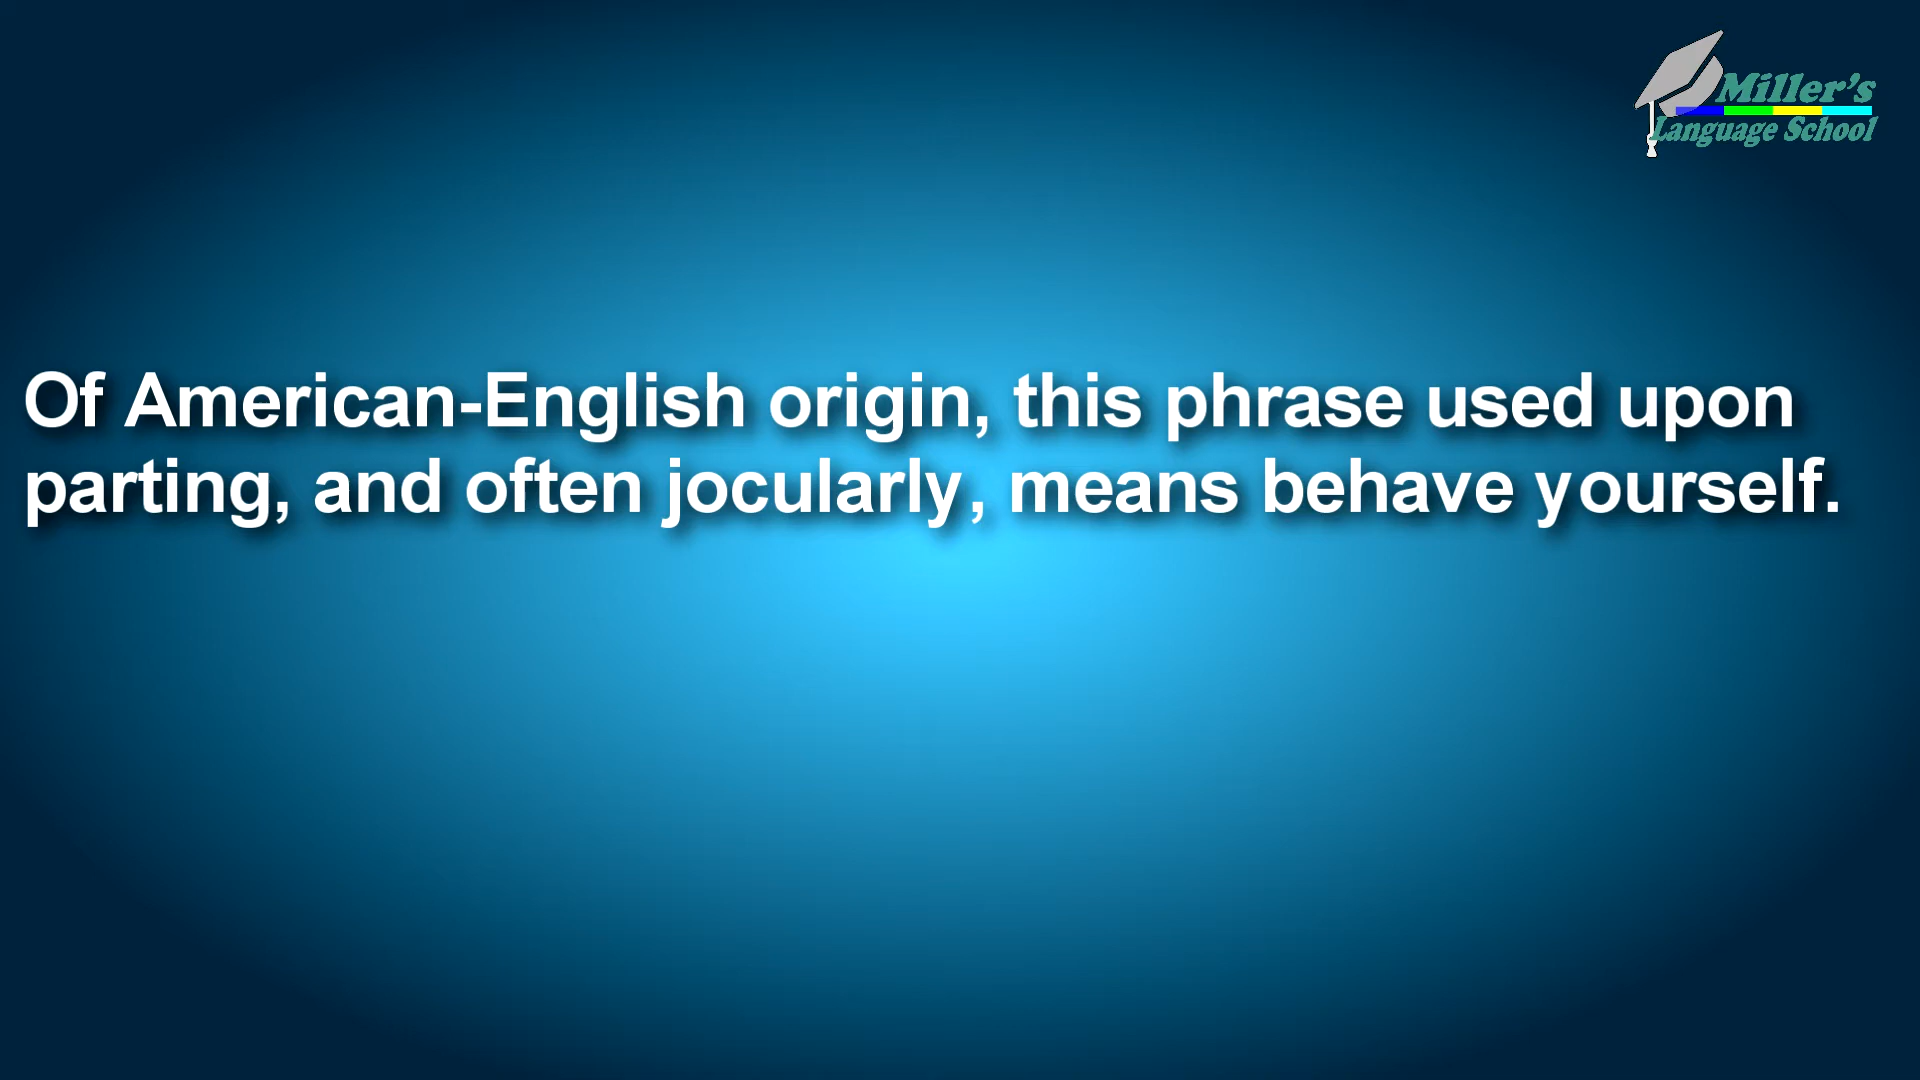 Miller's
Language School
Of American-English origin, this phrase used upon
parting, and often jocularly, means behave yourself.